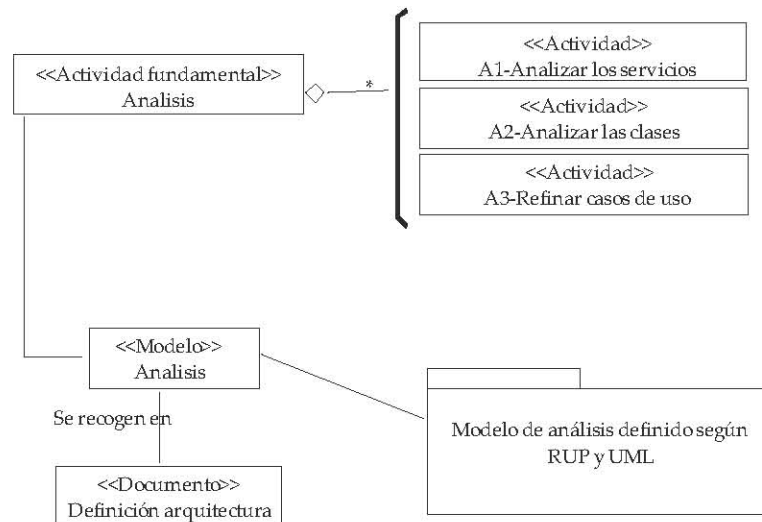 <<Actividad fundamental>>
Analisis
*
<<Actividad>>
A1-Analizar los servicios
<<Actividad>>
A2-Analizar las clases
<<Actividad>>
A3-Refinar casos de uso
<<Modelo>>
Analisis
Se recogen en
Modelo de análisis definido según
RUP y UML
<<Documento>>
Definición arquitectura